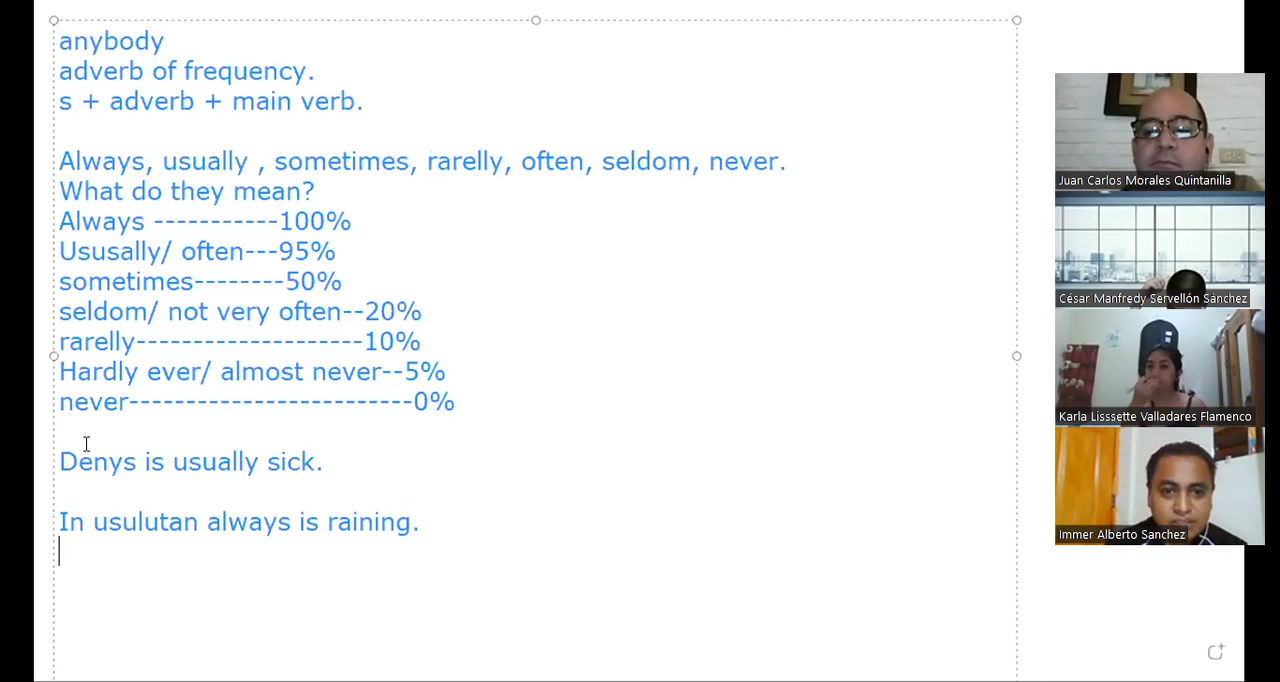 anybody
adverb of frequency.
s + adverb + main verb.
Always, usually , sometimes, rarelly, often, seldom, never.
What do they mean?
Always -----------100%
Ususally/ often---95%
sometimes--------50%
seldom/ not very often--20%
rarelly--------------------10%
Hardly ever/ almost never--5%
never-------------------------0%
Denys is usually sick.
In usulutan always is raining.
Juan Carlos Morales Quintanilla
César Manfredy Servellón Sánchez
Karla Lisssette Valladares Flamenco
Immer Alberto Sanchez